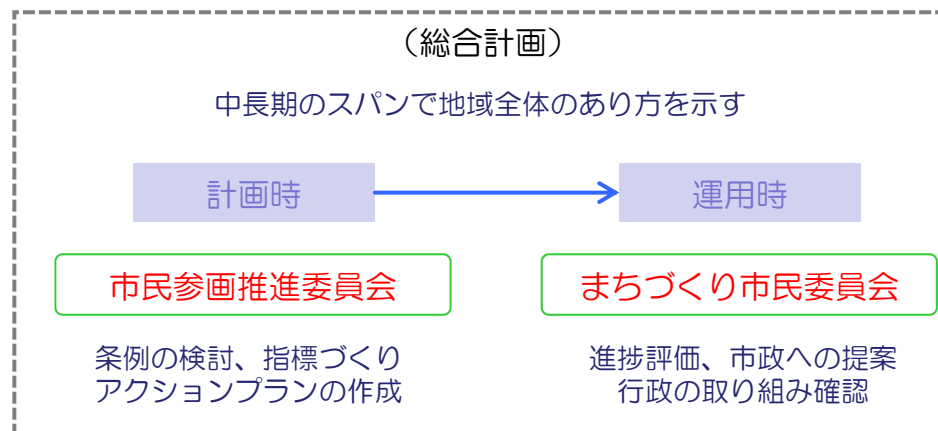 （総合計画）
中長期のスパンで地域全体のあり方を示す
計画時
運用時
市民参画推進委員会
まちづくり市民委員会
条例の検討、指標づくり
アクションプランの作成
進捗評価、市政への提案
行政の取り組み確認